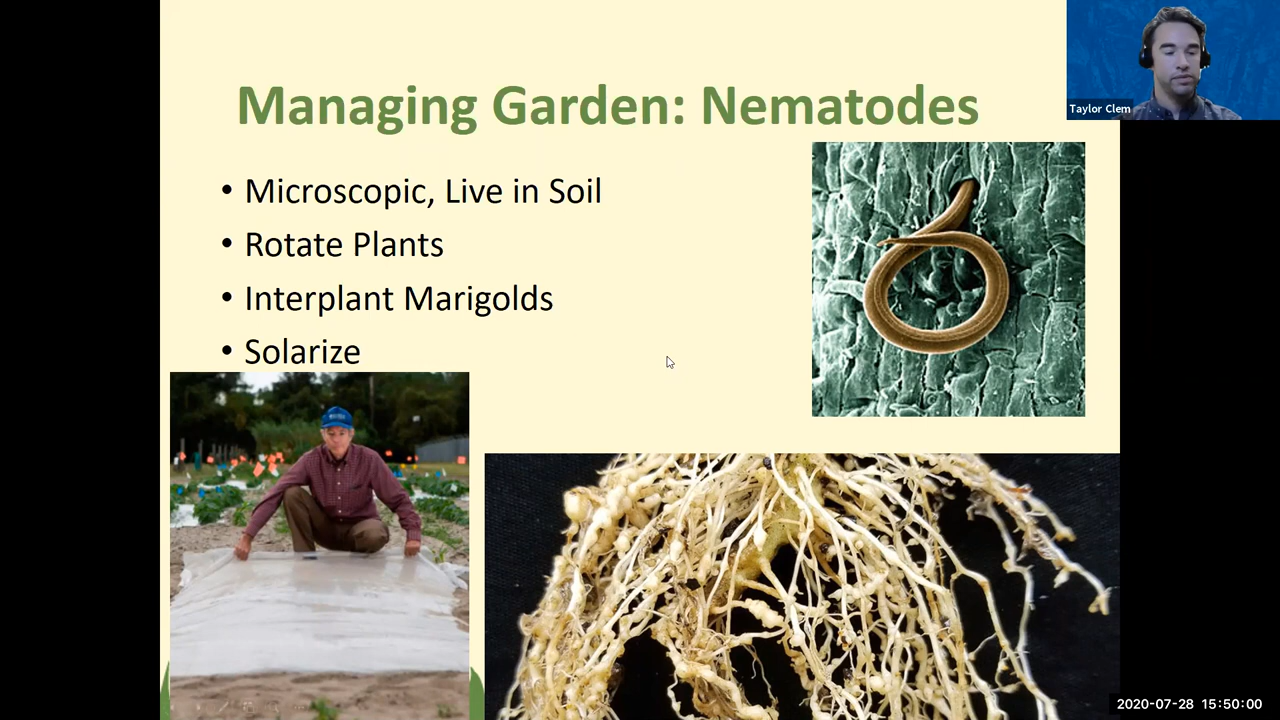 Managing Garden: Nematodes
Taylor Clem
• Microscopic, Live in Soil
• Rotate Plants
• Interplant Marigolds
• Solarize
2020-07-28 15:50:00